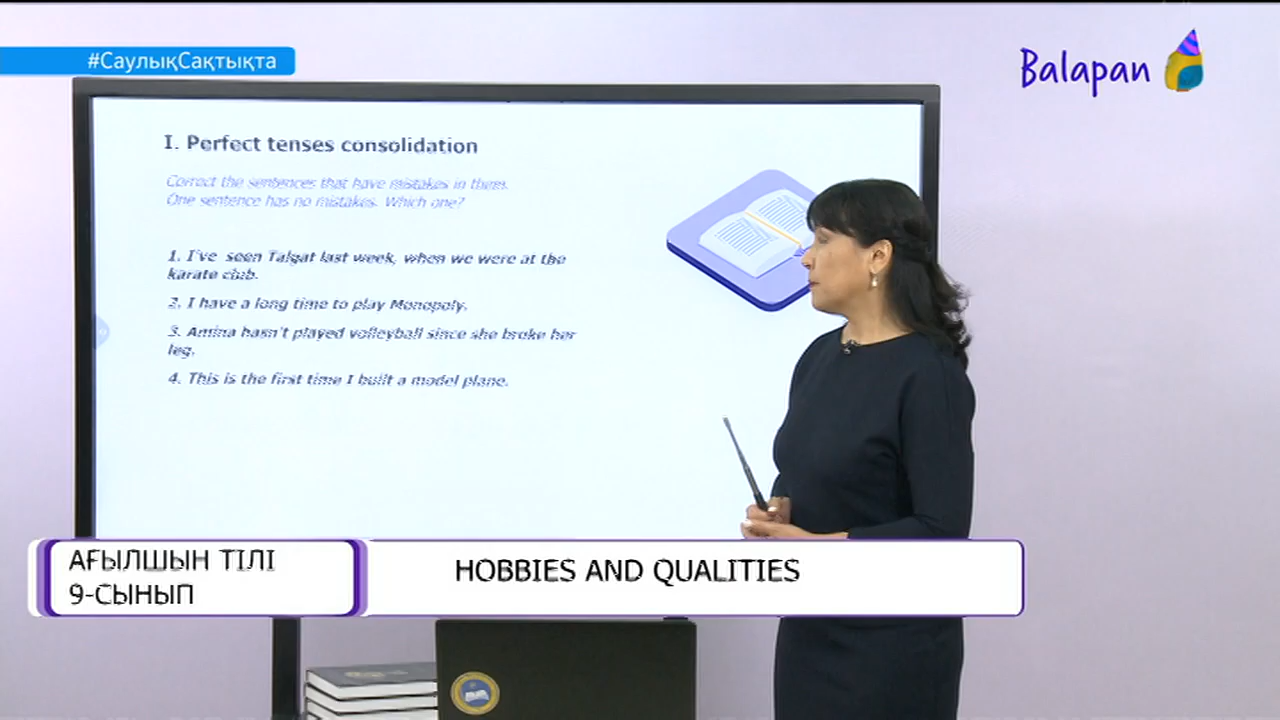 #СаулықСақтықта
Balapan
I. Perfect tenses consolidation
Correct the sentences that have mistakes in them.
One sentence has no mistakes. Which one?
1. I've seen Talgat last week, when we were at the
karate club.
2. I have a long time to play Monopoly.
3. Amina hasn't played volleyball since she broke her
leg.
4. This is the first time I built a model plane.
АҒЫЛШЫН ТІЛІ
9-СЫНЫП
HOBBIES AND QUALITIES